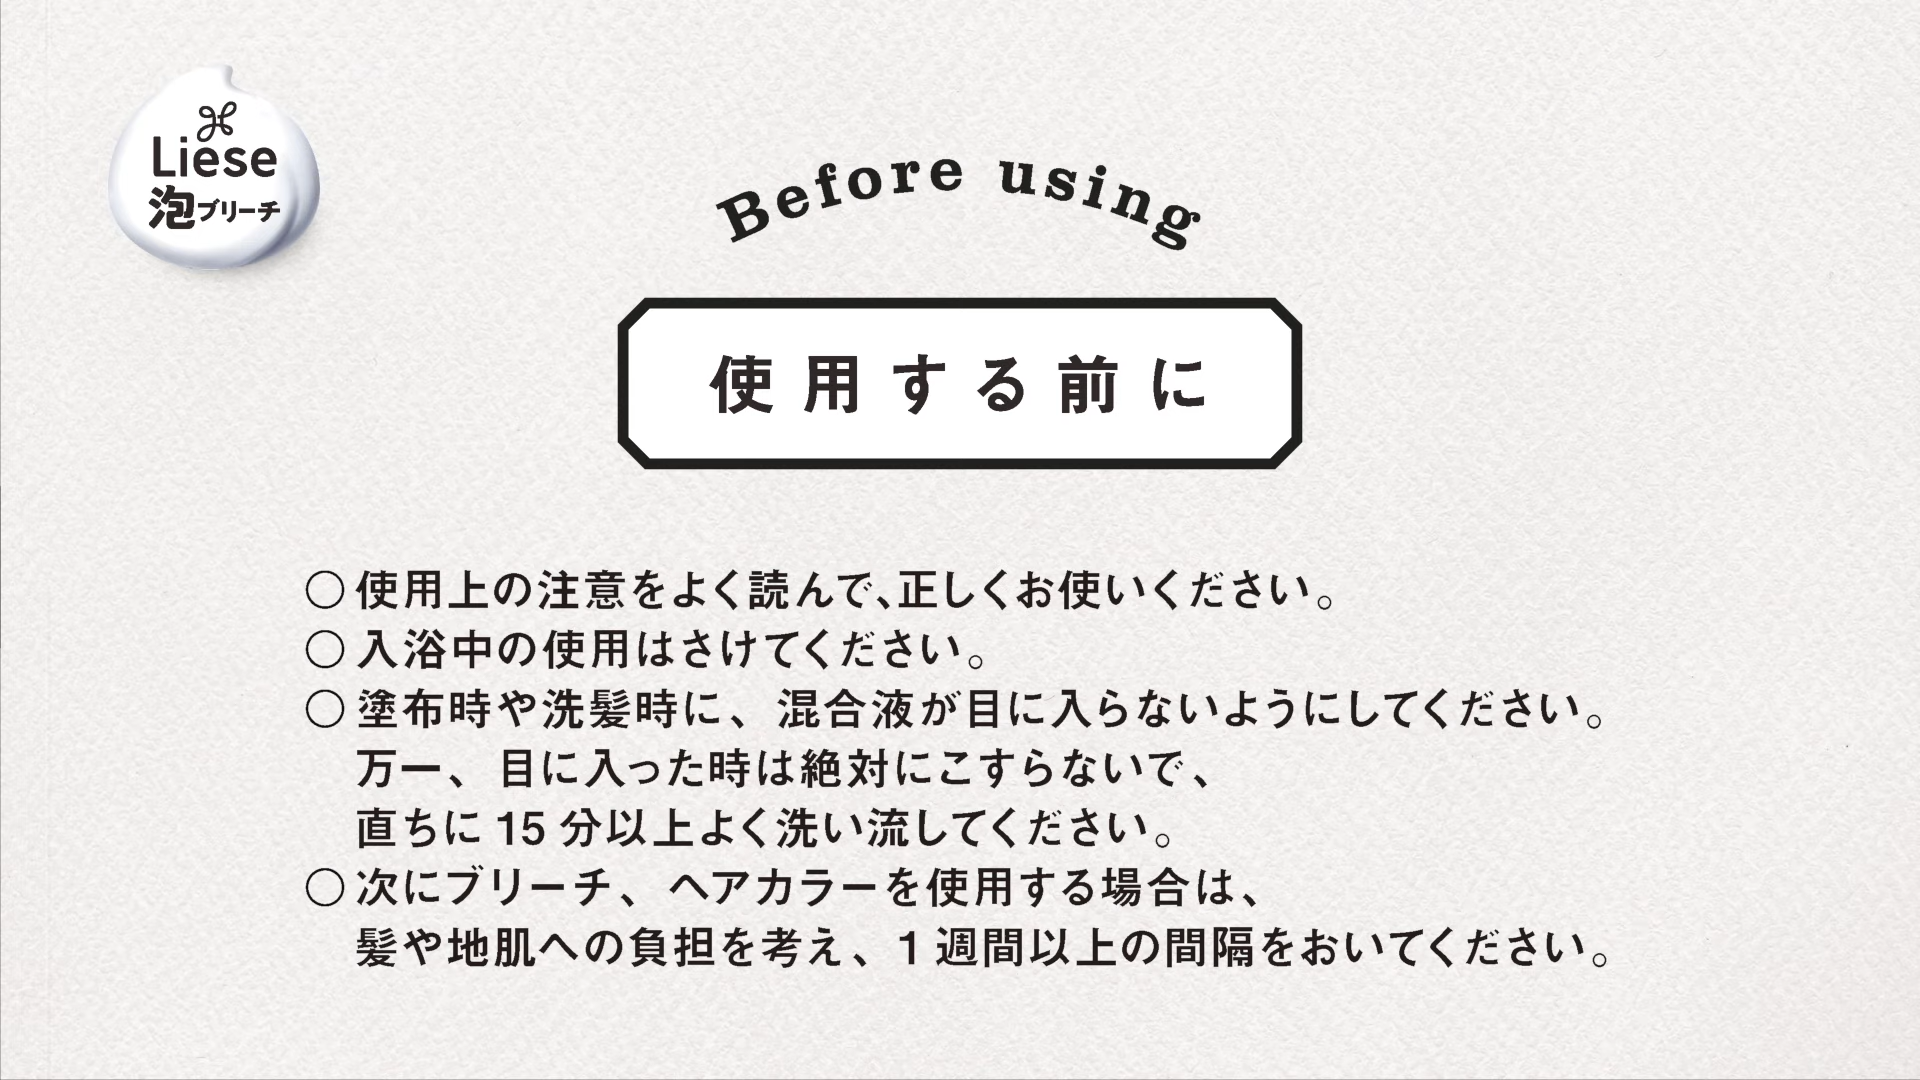 Liese
泡ブリーチ
Before using
使用する前に
○使用上の注意をよく読んで、正しくお使いください。
○入浴中の使用はさけてください。
○塗布時や洗髪時に、混合液が目に入らないようにしてください。
万一、目に入った時は絶対にこすらないで、
直ちに 15 分以上よく洗い流してください。
○次にブリーチ、ヘアカラーを使用する場合は、
髪や地肌への負担を考え、1 週間以上の間隔をおいてください。